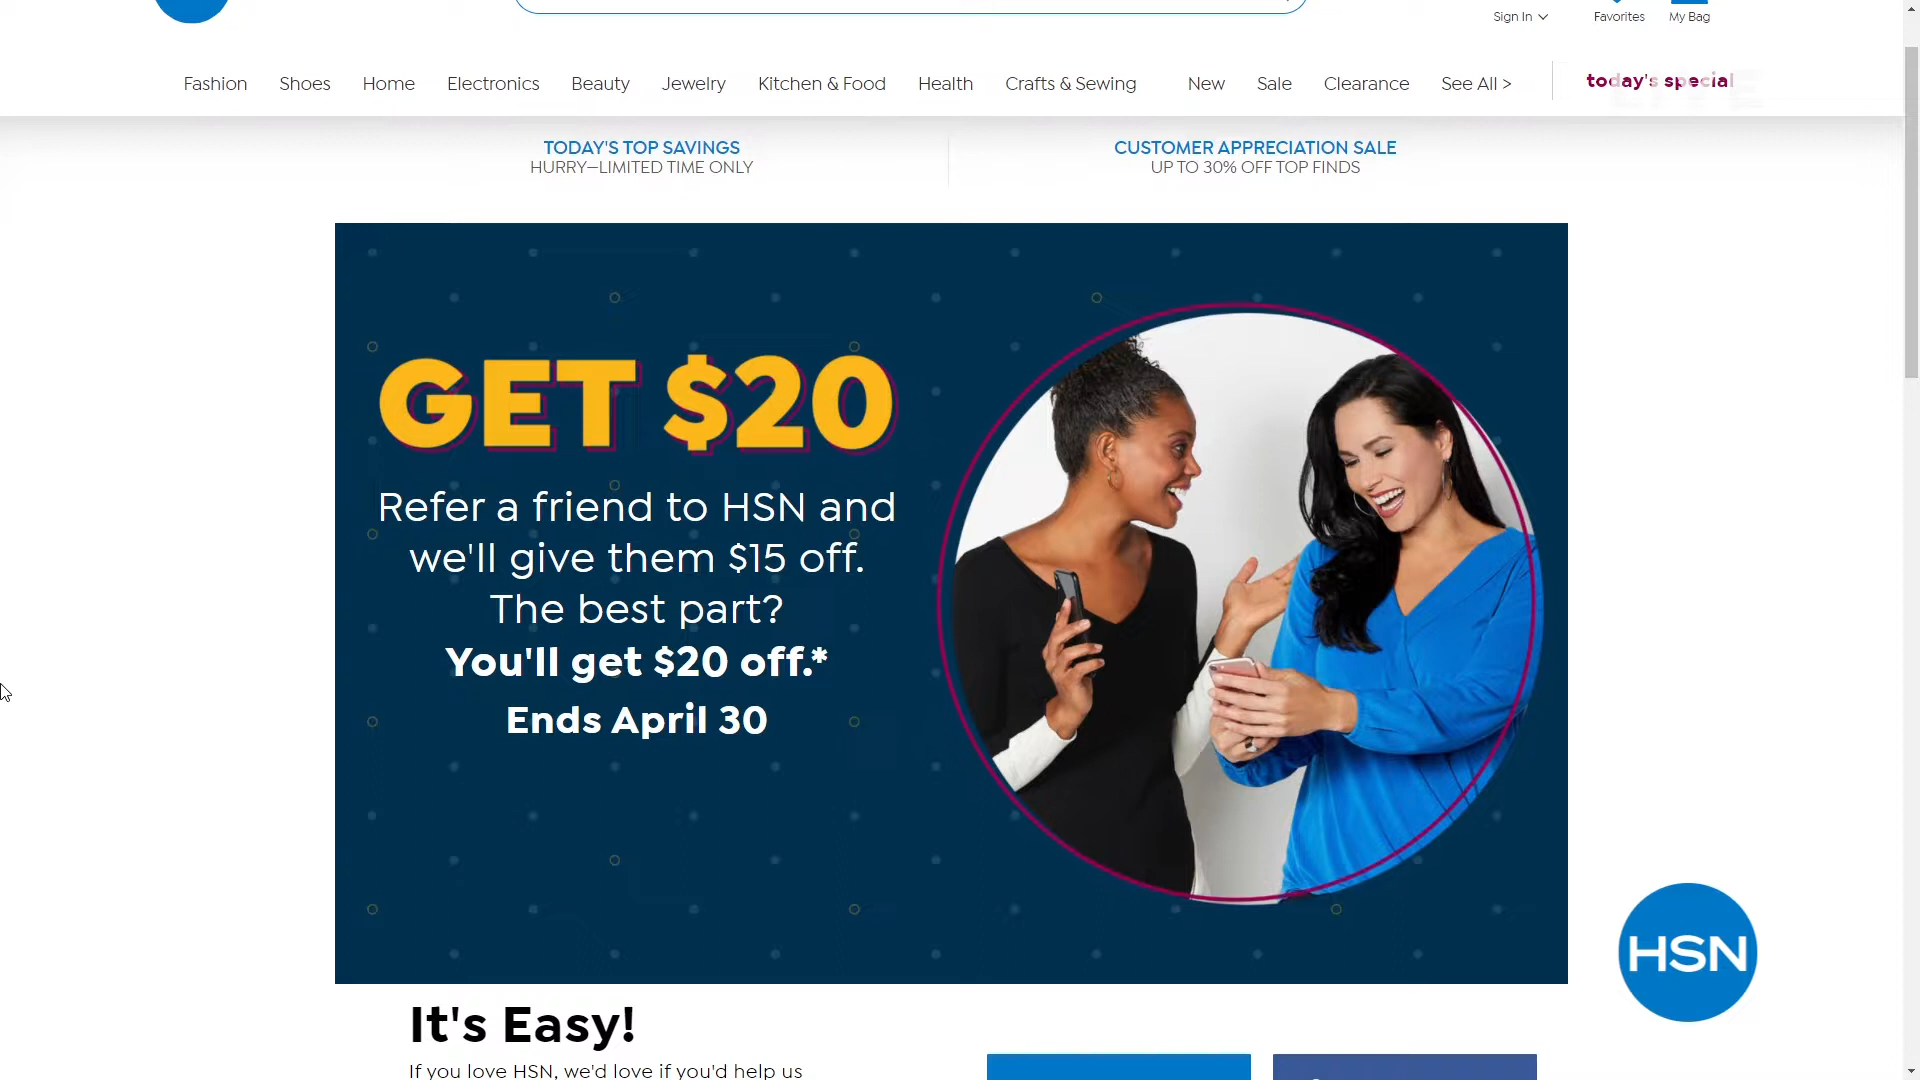 Sign In
Favorites
My Bag
Fashion Shoes Home Electronics Beauty Jewelry Kitchen & Food Health Crafts & Sewing New Sale Clearance See All > today's special
TODAY'S TOP SAVINGS
HURRY—LIMITED TIME ONLY
CUSTOMER APPRECIATION SALE
UP TO 30% OFF TOP FINDS
GET $20
Refer a friend to HSN and
we'll give them $15 off.
The best part?
You'll get $20 off.*
Ends April 30
HSN
It's Easy!
If you love HSN, we'd love if you'd help us